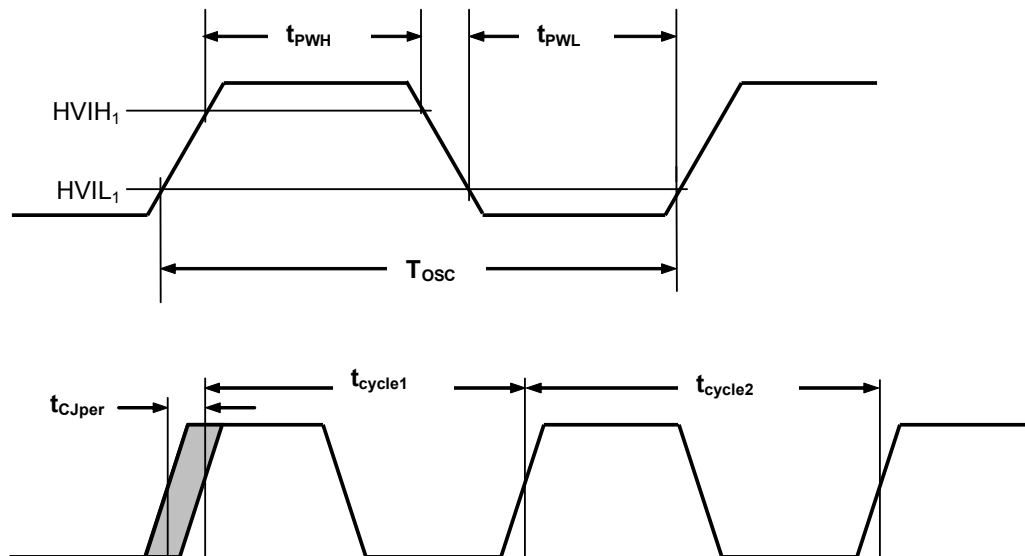 tPWH
tPWL
HVIH1
HVIL1
TOSC
tcycle1
tcycle2
tCJper